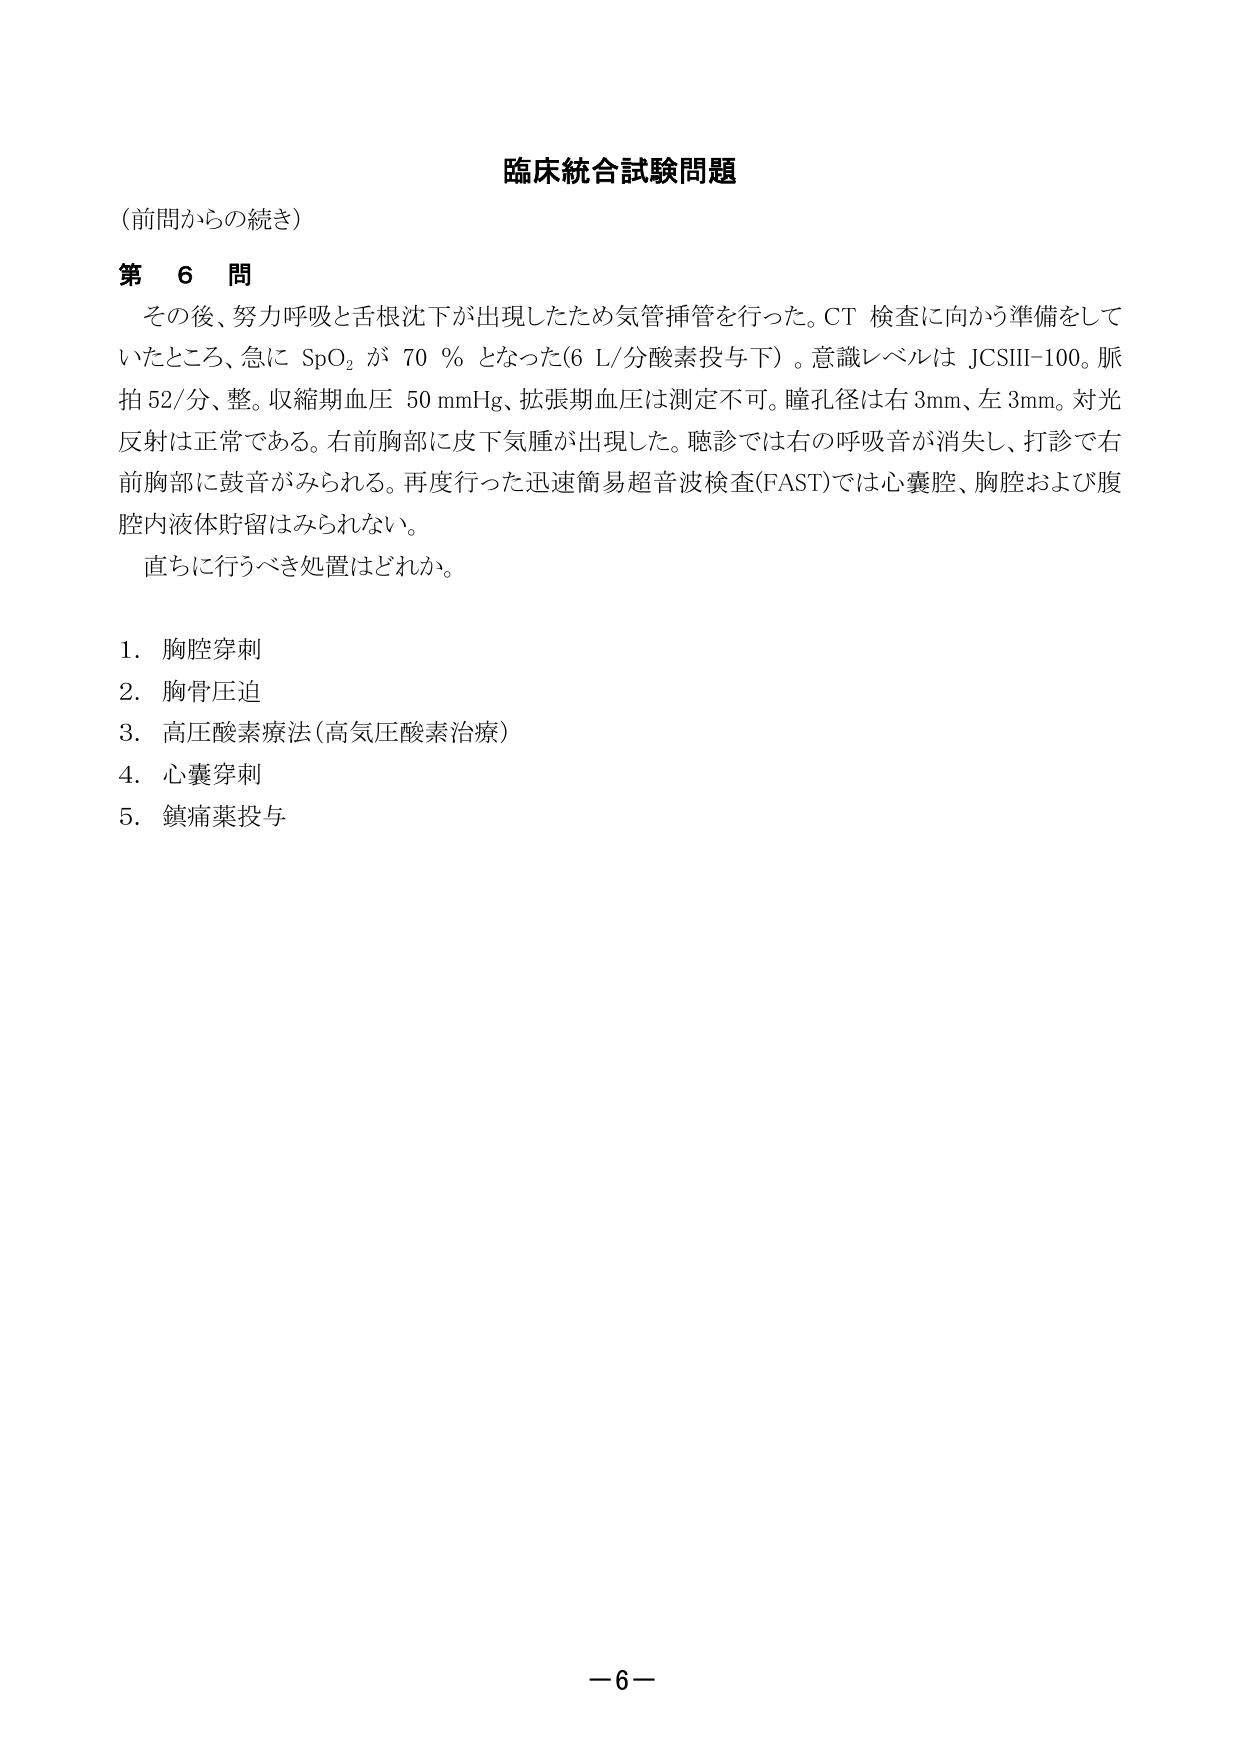 臨床統合試験問題
（前問からの続き）
第　6　問
その後、努力呼吸と舌根沈下が出現したため気管挿管を行った。CT 検査に向かう準備をして
いたところ、急に SpO₂ が 70 % となった(6 L/分酸素投与下) 。意識レベルは JCSIII-100。脈
拍 52/分、整。収縮期血圧 50 mmHg、拡張期血圧は測定不可。瞳孔径は右 3mm、左 3mm。対光
反射は正常である。右前胸部に皮下気腫が出現した。聴診では右の呼吸音が消失し、打診で右
前胸部に鼓音がみられる。再度行った迅速簡易超音波検査(FAST)では心嚢腔、胸腔および腹
腔内液体貯留はみられない。
直ちに行うべき処置はどれか。
1. 胸腔穿刺
2. 胸骨圧迫
3. 高圧酸素療法（高気圧酸素治療）
4. 心嚢穿刺
5. 鎮痛薬投与
－6－